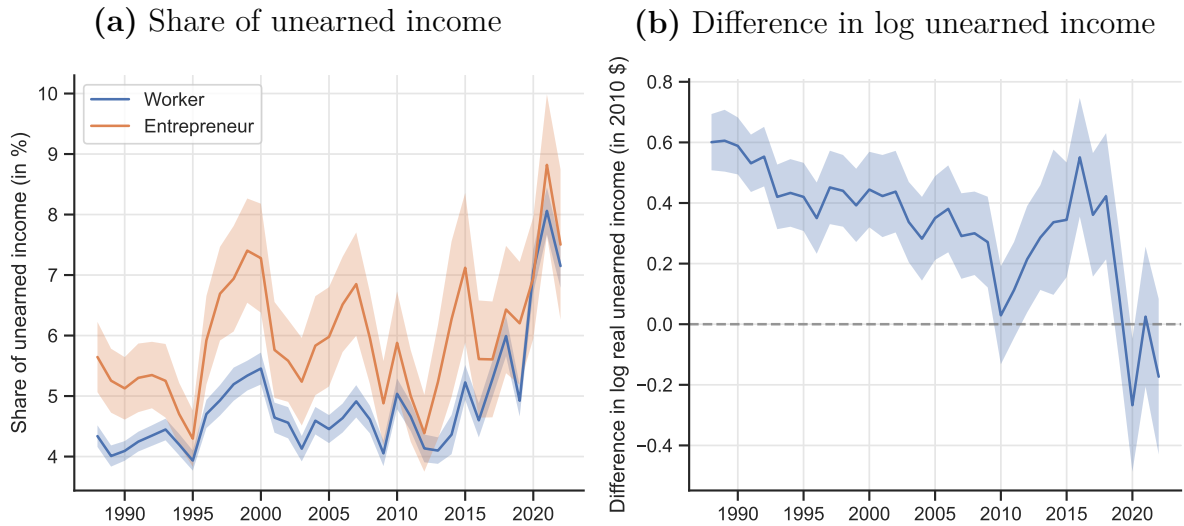 (a) Share of unearned income
Share of unearned income (in %)
10
9
8
7
6
5
4
Worker
Entrepreneur
1990 1995 2000 2005 2010 2015 2020
(b) Difference in log unearned income
Difference in log real unearned income (in 2010 $)
0.8
0.6
0.4
0.2
0.0
−0.2
−0.4
1990 1995 2000 2005 2010 2015 2020